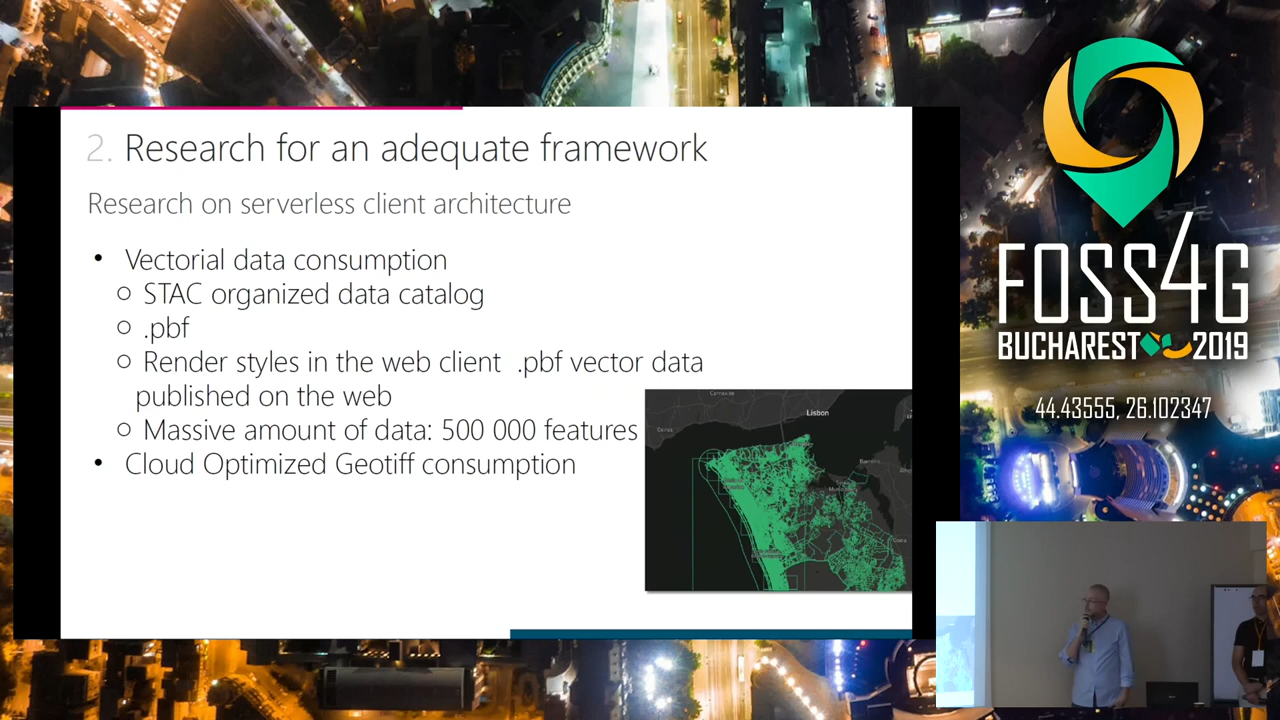 2. Research for an adequate framework
Research on serverless client architecture
• Vectorial data consumption
○ STAC organized data catalog
○ .pbf
○ Render styles in the web client .pbf vector data
published on the web
○ Massive amount of data: 500 000 features
• Cloud Optimized Geotiff consumption
Lisbon
FOSS4G
BUCHAREST 2019
44.43555, 26.102347